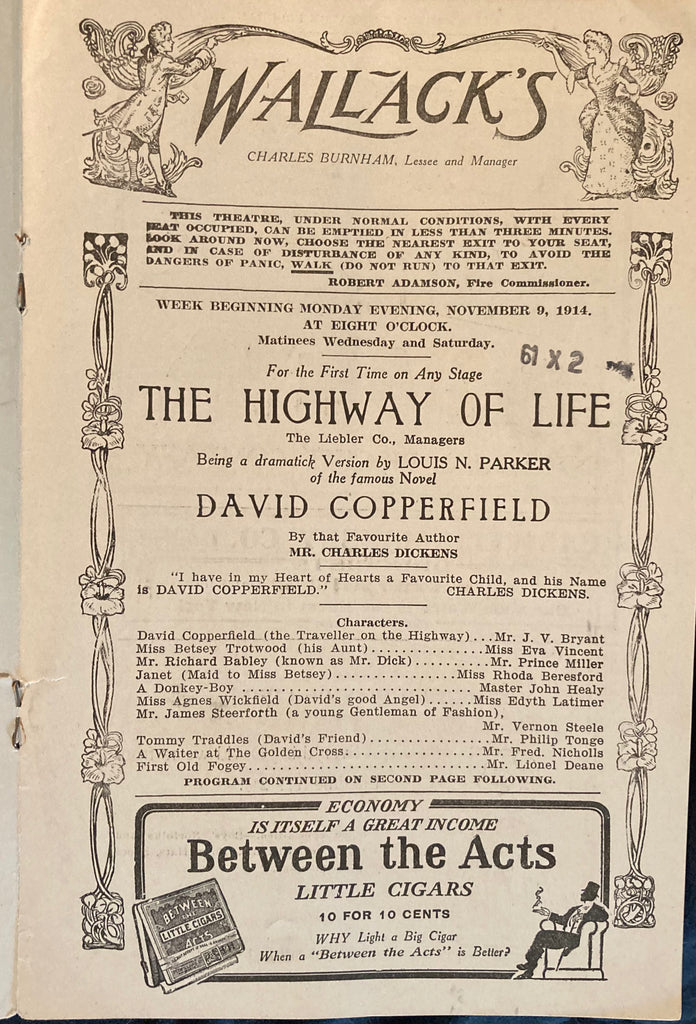 WALLACK'S
CHARLES BURNHAM, Lessee and Manager
THIS THEATRE, UNDER NORMAL CONDITIONS, WITH EVERY
SEAT OCCUPIED, CAN BE EMPTIED IN LESS THAN THREE MINUTES.
LOOK AROUND NOW, CHOOSE THE NEAREST EXIT TO YOUR SEAT,
AND IN CASE OF DISTURBANCE OF ANY KIND, TO AVOID THE
DANGERS OF PANIC, WALK (DO NOT RUN) TO THAT EXIT.
ROBERT ADAMSON, Fire Commissioner.
WEEK BEGINNING MONDAY EVENING, NOVEMBER 9, 1914.
AT EIGHT O'CLOCK.
Matinees Wednesday and Saturday.
61 X 2
For the First Time on Any Stage
THE HIGHWAY OF LIFE
The Liebler Co., Managers
Being a dramatick Version by LOUIS N. PARKER
of the famous Novel
DAVID COPPERFIELD
By that Favourite Author
MR. CHARLES DICKENS
"I have in my Heart of Hearts a Favourite Child, and his Name
is DAVID COPPERFIELD." CHARLES DICKENS.
Characters.
David Copperfield (the Traveller on the Highway)...Mr. J. V. Bryant
Miss Betsey Trotwood (his Aunt)...............Miss Eva Vincent
Mr. Richard Babley (known as Mr. Dick)..........Mr. Prince Miller
Janet (Maid to Miss Betsey)................Miss Rhoda Beresford
A Donkey-Boy ..............................Master John Healy
Miss Agnes Wickfield (David's good Angel)......Miss Edyth Latimer
Mr. James Steerforth (a young Gentleman of Fashion),
Mr. Vernon Steele
Tommy Traddles (David's Friend)...............Mr. Philip Tonge
A Waiter at The Golden Cross..................Mr. Fred. Nicholls
First Old Fogey...............................Mr. Lionel Deane
PROGRAM CONTINUED ON SECOND PAGE FOLLOWING.
ECONOMY
IS ITSELF A GREAT INCOME
Between the Acts
LITTLE CIGARS
10 FOR 10 CENTS
WHY Light a Big Cigar
When a "Between the Acts" is Better?
BETWEEN
THE
LITTLE CIGARS
ACTS